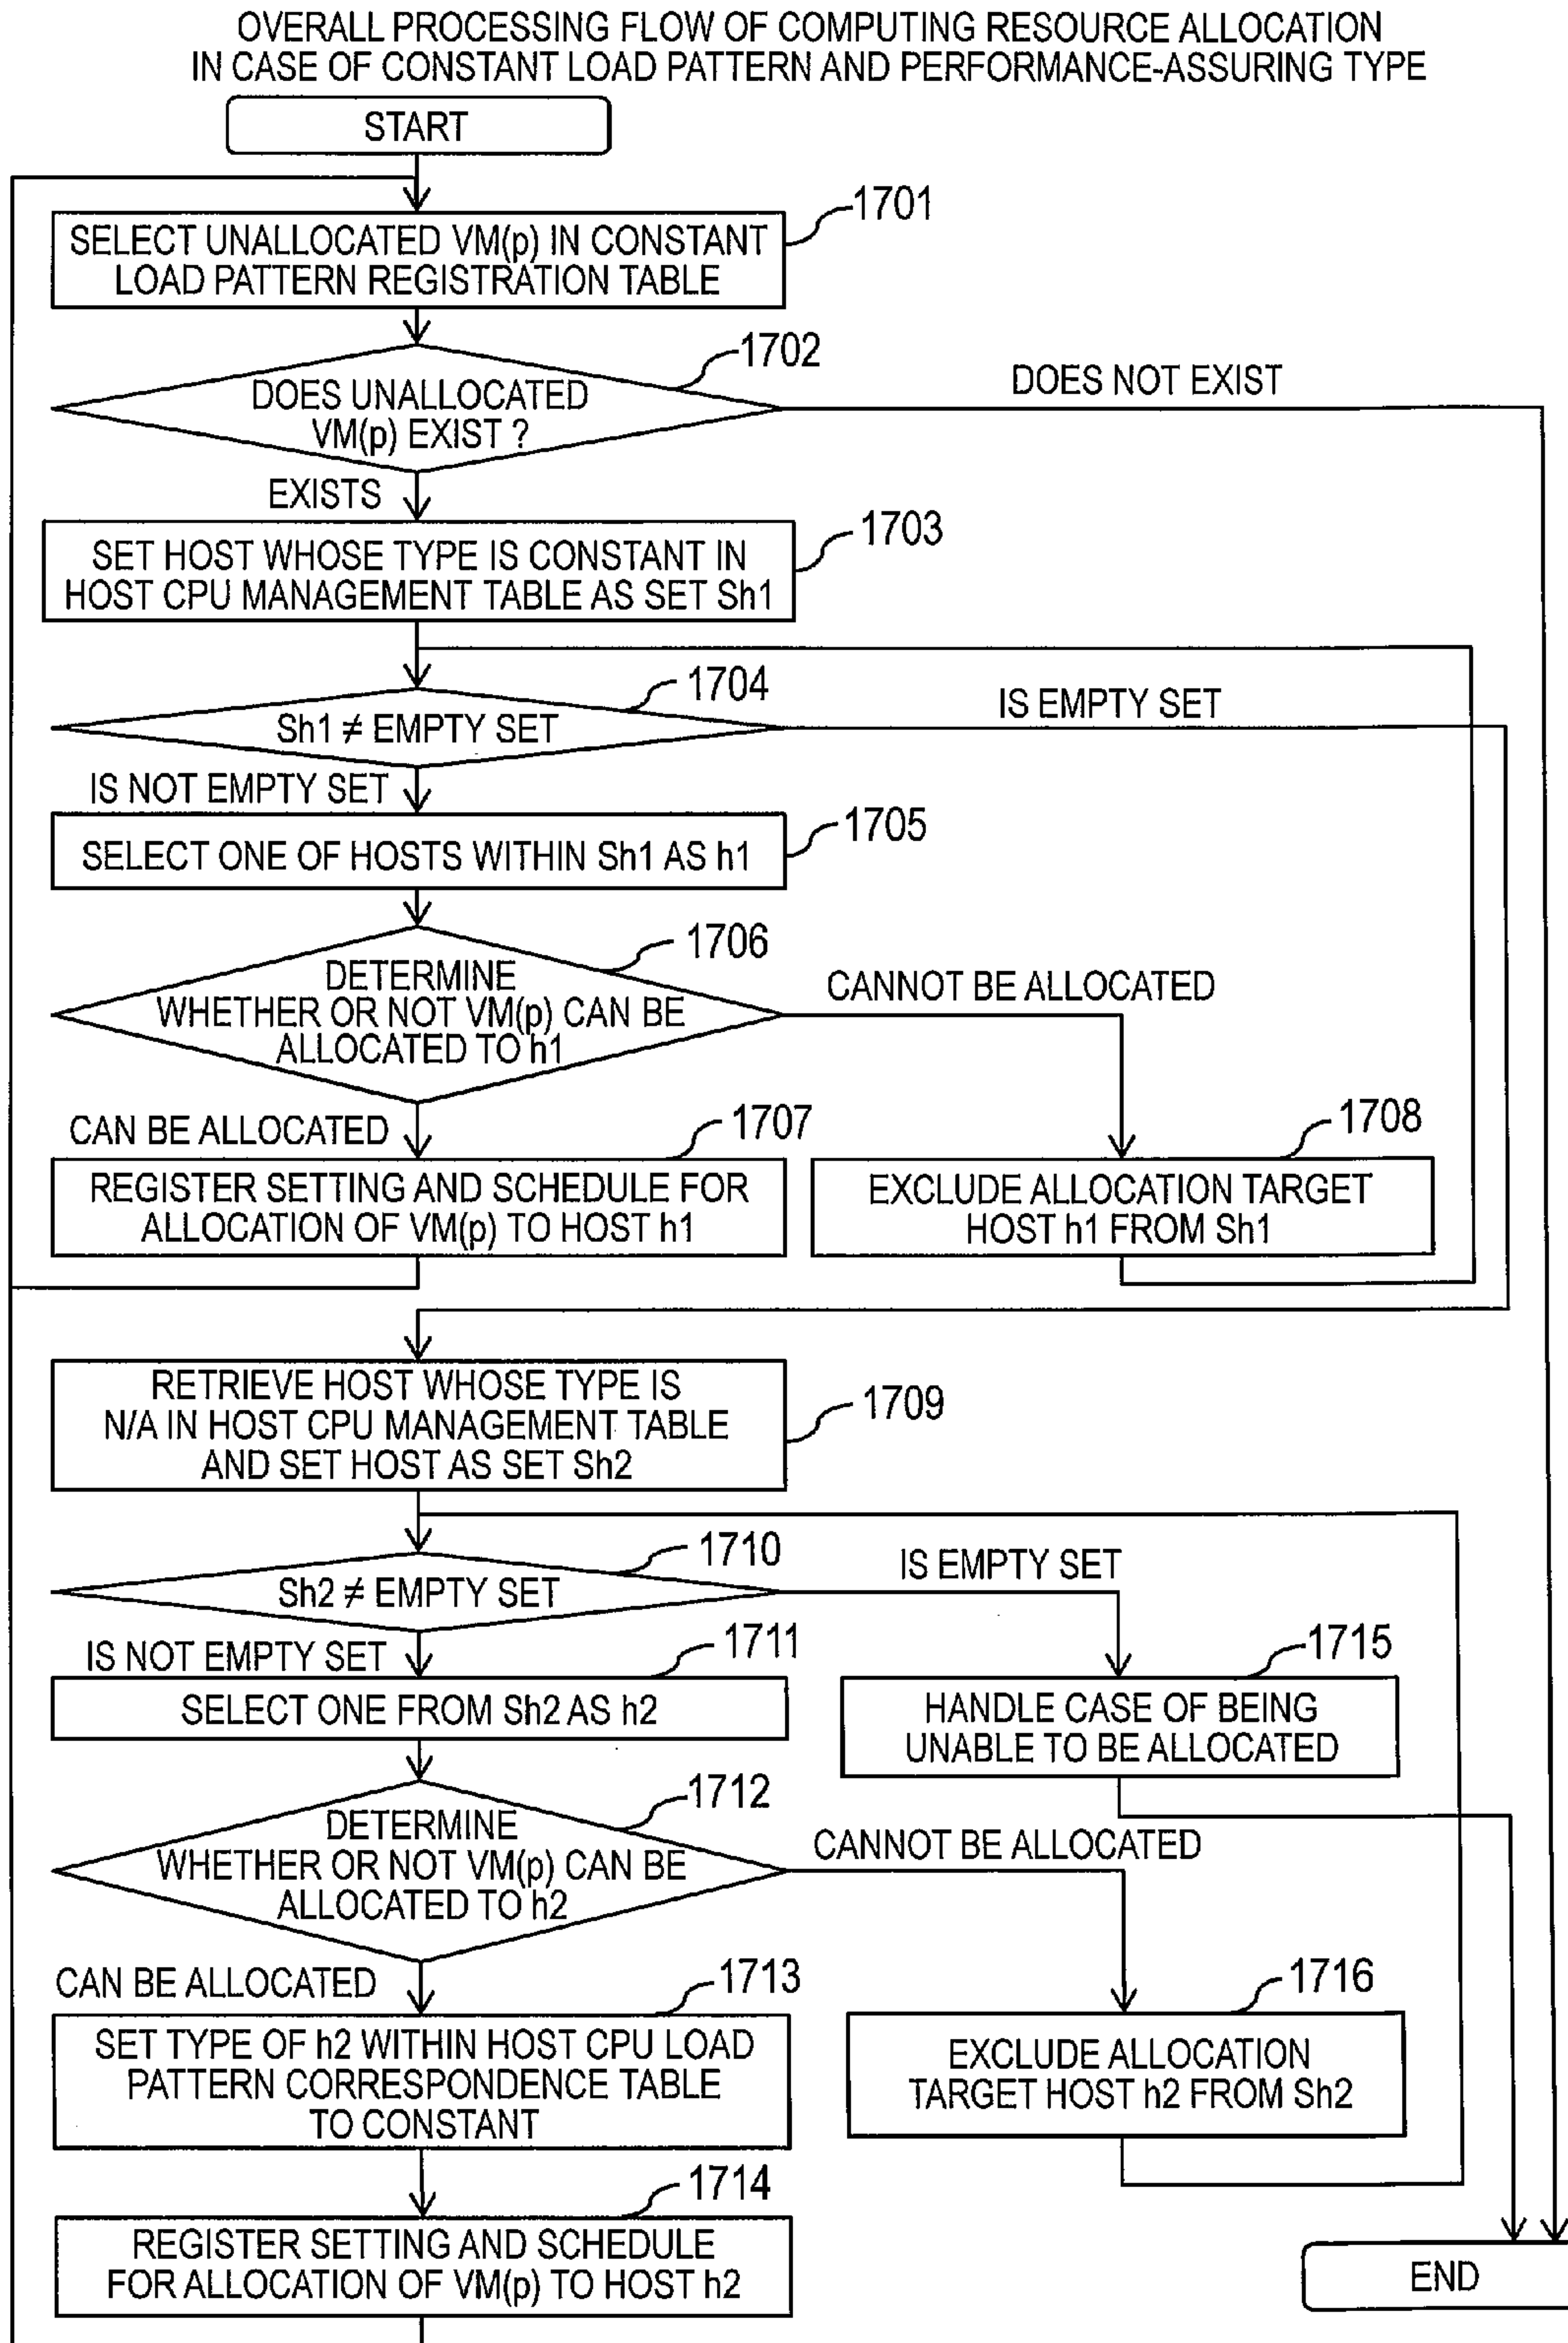 OVERALL PROCESSING FLOW OF COMPUTING RESOURCE ALLOCATION
IN CASE OF CONSTANT LOAD PATTERN AND PERFORMANCE-ASSURING TYPE
START
1701
SELECT UNALLOCATED VM(p) IN CONSTANT
LOAD PATTERN REGISTRATION TABLE
1702
DOES UNALLOCATED
VM(p) EXIST ?
DOES NOT EXIST
EXISTS
1703
SET HOST WHOSE TYPE IS CONSTANT IN
HOST CPU MANAGEMENT TABLE AS SET Sh1
1704
Sh1 ≠ EMPTY SET
IS EMPTY SET
IS NOT EMPTY SET
1705
SELECT ONE OF HOSTS WITHIN Sh1 AS h1
1706
DETERMINE
WHETHER OR NOT VM(p) CAN BE
ALLOCATED TO h1
CANNOT BE ALLOCATED
CAN BE ALLOCATED
1707
REGISTER SETTING AND SCHEDULE FOR
ALLOCATION OF VM(p) TO HOST h1
1708
EXCLUDE ALLOCATION TARGET
HOST h1 FROM Sh1
RETRIEVE HOST WHOSE TYPE IS
N/A IN HOST CPU MANAGEMENT TABLE
AND SET HOST AS SET Sh2
1709
1710
Sh2 ≠ EMPTY SET
IS EMPTY SET
IS NOT EMPTY SET
1711
SELECT ONE FROM Sh2 AS h2
1715
HANDLE CASE OF BEING
UNABLE TO BE ALLOCATED
1712
DETERMINE
WHETHER OR NOT VM(p) CAN BE
ALLOCATED TO h2
CANNOT BE ALLOCATED
CAN BE ALLOCATED
1713
SET TYPE OF h2 WITHIN HOST CPU LOAD
PATTERN CORRESPONDENCE TABLE
TO CONSTANT
1716
EXCLUDE ALLOCATION
TARGET HOST h2 FROM Sh2
1714
REGISTER SETTING AND SCHEDULE
FOR ALLOCATION OF VM(p) TO HOST h2
END